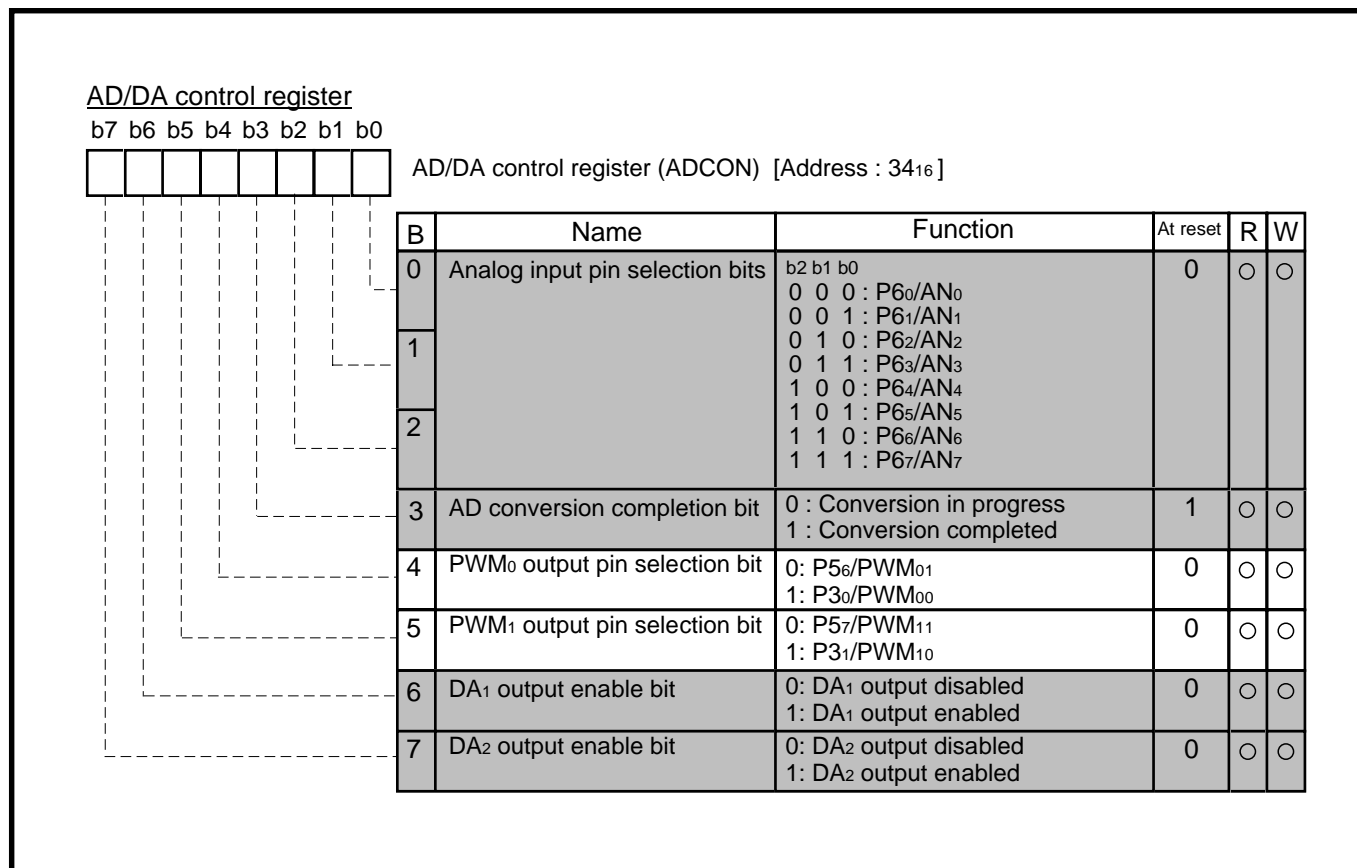 AD/DA control register
b7 b6 b5 b4 b3 b2 b1 b0
AD/DA control register (ADCON) [Address : 3416 ]
B Name Function At reset R W
0 Analog input pin selection bits b2 b1 b0 0 ○ ○
0 0 0 : P60/AN0
0 0 1 : P61/AN1
1 0 1 0 : P62/AN2
0 1 1 : P63/AN3
1 0 0 : P64/AN4
1 0 1 : P65/AN5
2 1 1 0 : P66/AN6
1 1 1 : P67/AN7
3 AD conversion completion bit 0 : Conversion in progress 1 ○ ○
1 : Conversion completed
4 PWM0 output pin selection bit 0: P56/PWM01 0 ○ ○
1: P30/PWM00
5 PWM1 output pin selection bit 0: P57/PWM11 0 ○ ○
1: P31/PWM10
6 DA1 output enable bit 0: DA1 output disabled 0 ○ ○
1: DA1 output enabled
7 DA2 output enable bit 0: DA2 output disabled 0 ○ ○
1: DA2 output enabled